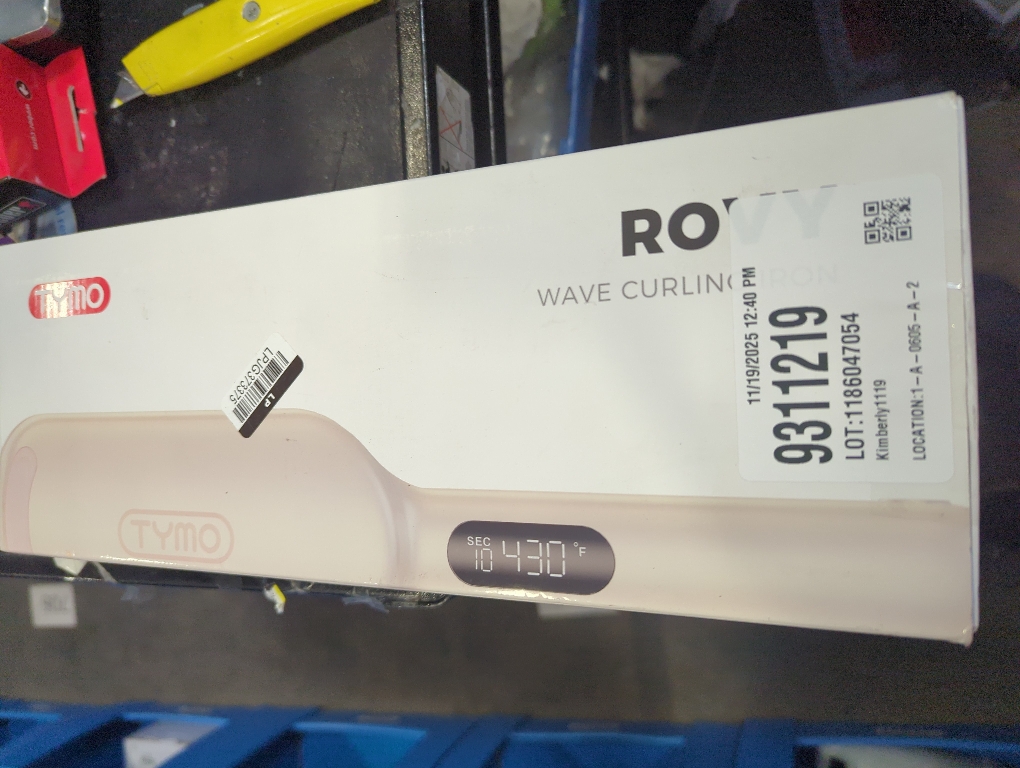 TYMO
ROVY
WAVE CURLING IRON
11/19/2025 12:40 PM
9311219
LOT:1186047054
Kimberly1119
LOCATION:1-A-0605-A-2
LPJG373375
LP
TYMO
SEC
10 430 °F